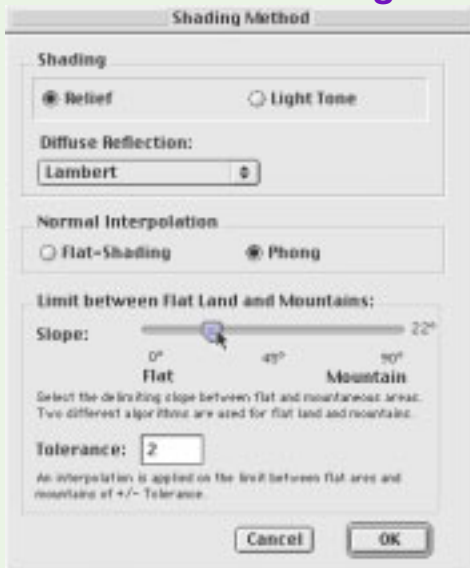 Shading Method
Shading
Relief
Light Tone
Diffuse Reflection:
Lambert
Normal Interpolation
Flat-Shading
Phong
Limit between Flat Land and Mountains:
Slope:
22°
0° 45° 90°
Flat Mountain
Select the delimiting slope between flat and mountaneous areas.
Two different algorithms are used for flat land and mountains.
Tolerance: 2
An interpolation is applied on the limit between flat area and
mountains of +/- Tolerance.
Cancel OK